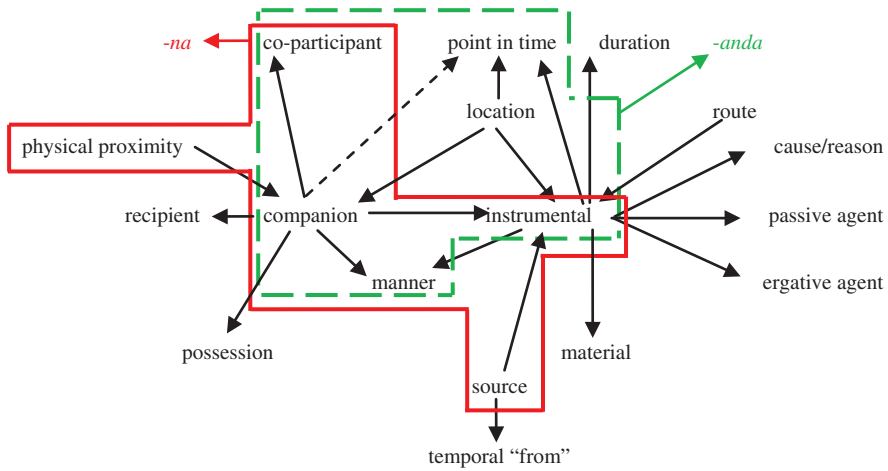 -na
co-participant
point in time
duration
-anda
location
route
physical proximity
cause/reason
recipient
companion
instrumental
passive agent
manner
ergative agent
possession
material
source
temporal “from”